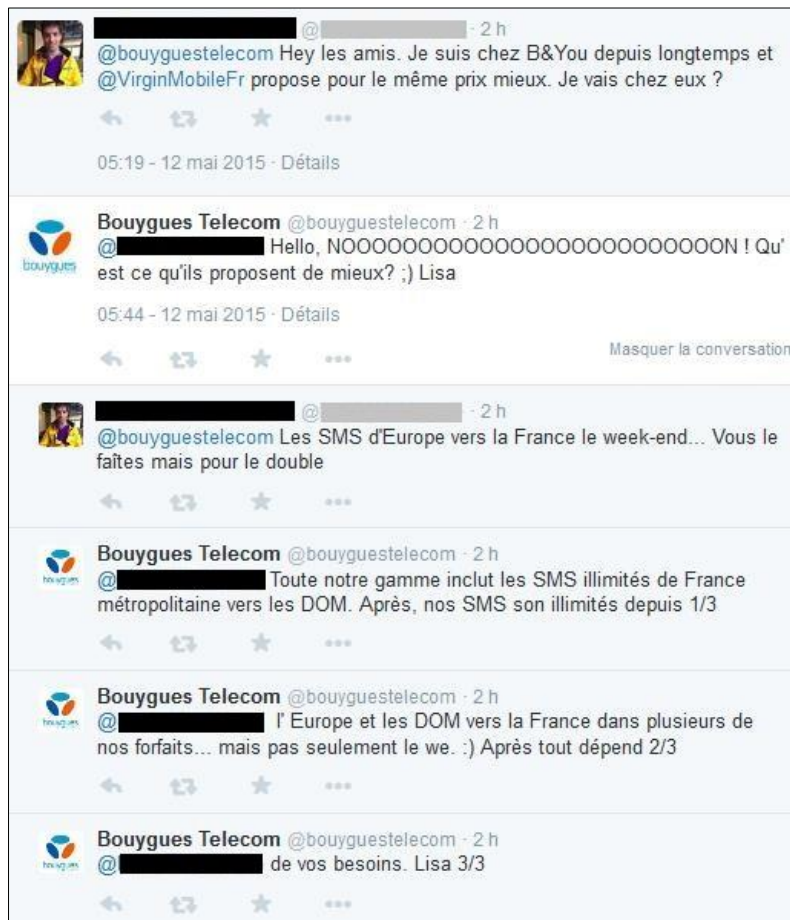 @ · 2 h
@bouyguestelecom Hey les amis. Je suis chez B&You depuis longtemps et
@VirginMobileFr propose pour le même prix mieux. Je vais chez eux ?
05:19 - 12 mai 2015 · Détails
Bouygues Telecom @bouyguestelecom · 2 h
@ Hello, NOOOOOOOOOOOOOOOOOOOOOOOOON ! Qu'
est ce qu'ils proposent de mieux? ;) Lisa
bouygues
05:44 - 12 mai 2015 · Détails
Masquer la conversation
@ · 2 h
@bouyguestelecom Les SMS d'Europe vers la France le week-end... Vous le
faîtes mais pour le double
Bouygues Telecom @bouyguestelecom · 2 h
@ Toute notre gamme inclut les SMS illimités de France
bouygues
métropolitaine vers les DOM. Après, nos SMS son illimités depuis 1/3
Bouygues Telecom @bouyguestelecom · 2 h
@ l' Europe et les DOM vers la France dans plusieurs de
bouygues
nos forfaits... mais pas seulement le we. :) Après tout dépend 2/3
Bouygues Telecom @bouyguestelecom · 2 h
@ de vos besoins. Lisa 3/3
bouygues